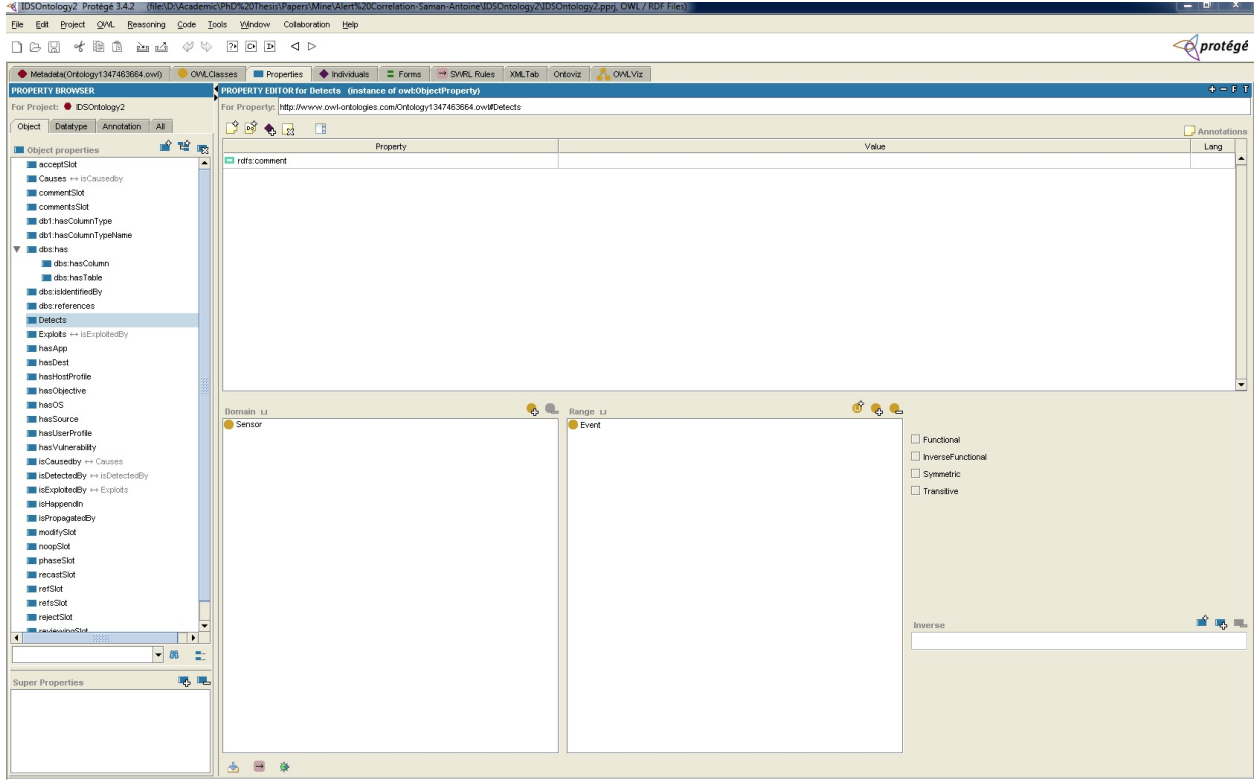 IDSOntology2 Protégé 3.4.2 (file:\D:\Academic\PhD%20Thesis\Papers\Mine\Alert%20Correlation-Saman-Antoine\IDSOntology2\IDSOntology2.pprj, OWL / RDF Files)
File Edit Project OWL Reasoning Code Tools Window Collaboration Help
protégé
Metadata(Ontology1347463664.owl) OWLClasses Properties Individuals Forms SWRL Rules XMLTab Ontoviz OWLViz
PROPERTY BROWSER
For Project: IDSOntology2
Object Datatype Annotation All
Object properties
acceptSlot
Causes ↔ isCausedby
commentSlot
commentsSlot
db1:hasColumnType
db1:hasColumnTypeName
dbs:has
dbs:hasColumn
dbs:hasTable
dbs:isIdentifiedBy
dbs:references
Detects
Exploits ↔ isExploitedBy
hasApp
hasDest
hasHostProfile
hasObjective
hasOS
hasSource
hasUserProfile
hasVulnerability
isCausedby ↔ Causes
isDetectedBy ↔ isDetectedBy
isExploitedBy ↔ Exploits
isHappendIn
isPropagatedBy
modifySlot
noopSlot
phaseSlot
recastSlot
refSlot
refsSlot
rejectSlot
reviewingSlot
Super Properties
PROPERTY EDITOR for Detects (instance of owl:ObjectProperty)
+ − F T
For Property: http://www.owl-ontologies.com/Ontology1347463664.owl#Detects
Annotations
Property Value Lang
rdfs:comment
Domain ⊔
Sensor
Range ⊔
Event
Functional
InverseFunctional
Symmetric
Transitive
Inverse